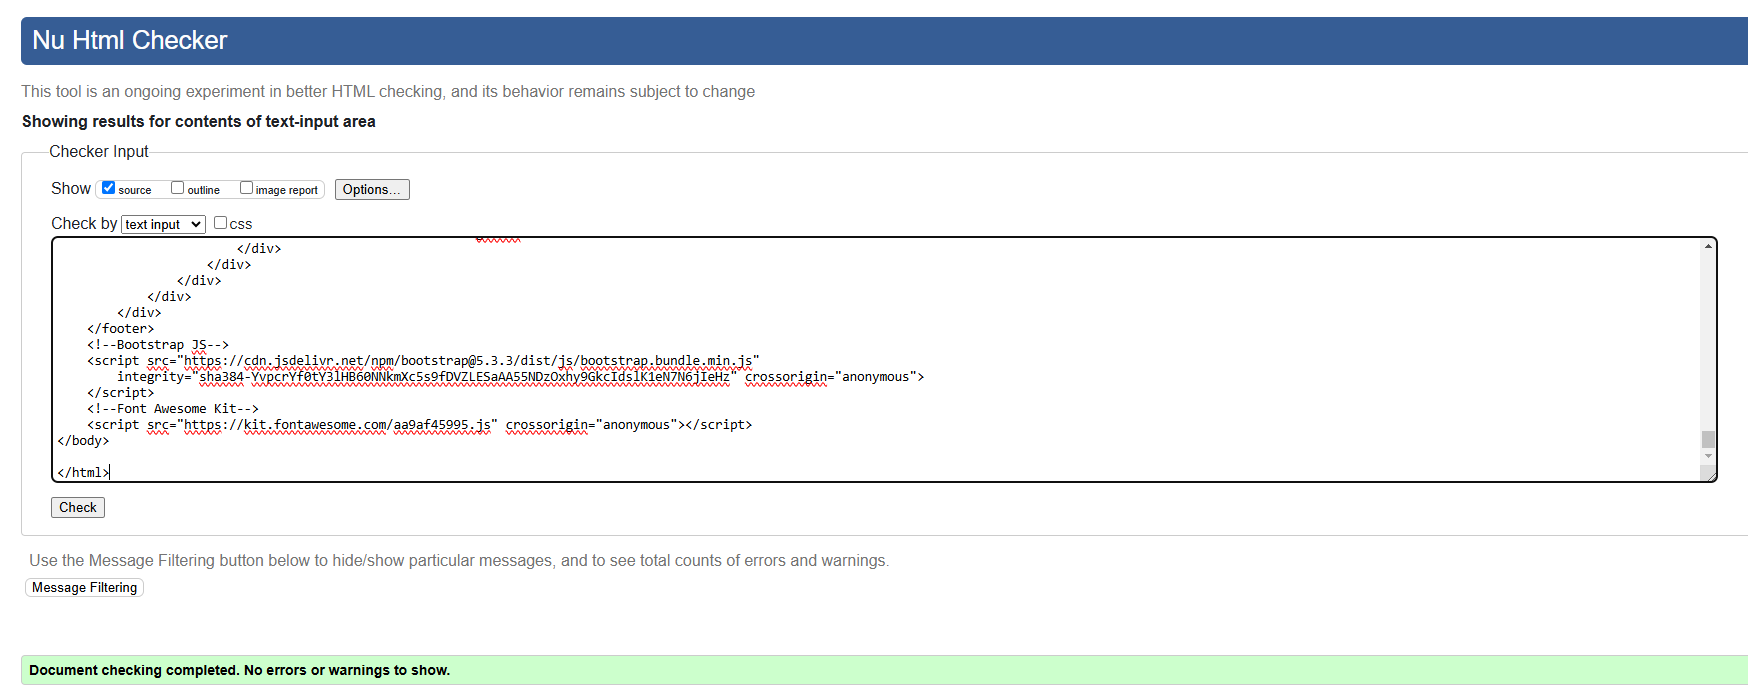 Nu Html Checker
This tool is an ongoing experiment in better HTML checking, and its behavior remains subject to change
Showing results for contents of text-input area
Checker Input
Show source outline image report Options...
Check by text input css
</div>
</div>
</div>
</div>
</div>
</footer>
<!--Bootstrap JS-->
<script src="https://cdn.jsdelivr.net/npm/bootstrap@5.3.3/dist/js/bootstrap.bundle.min.js"
integrity="sha384-YvpcrYf0tY3lHB60NNkmXc5s9fDVZLESaAA55NDzOxhy9GkcIdslK1eN7N6jIeHz" crossorigin="anonymous">
</script>
<!--Font Awesome Kit-->
<script src="https://kit.fontawesome.com/aa9af45995.js" crossorigin="anonymous"></script>
</body>
</html>
Check
Use the Message Filtering button below to hide/show particular messages, and to see total counts of errors and warnings.
Message Filtering
Document checking completed. No errors or warnings to show.